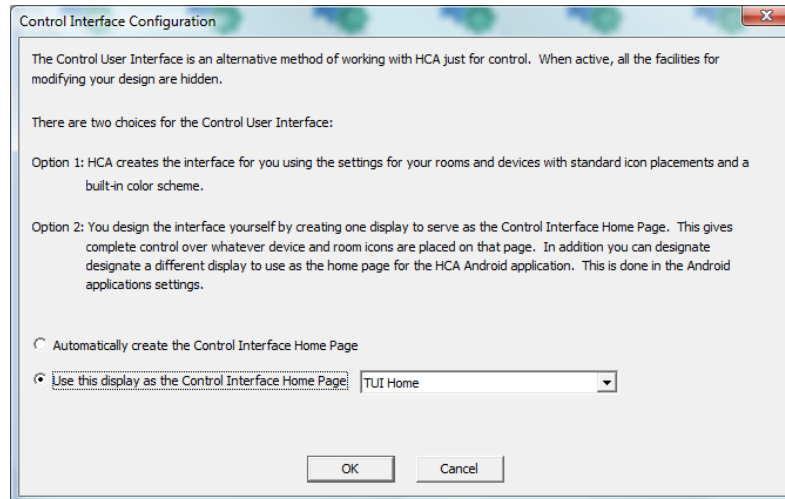 Control Interface Configuration
The Control User Interface is an alternative method of working with HCA just for control.  When active, all the facilities for
modifying your design are hidden.
There are two choices for the Control User Interface:
Option 1: HCA creates the interface for you using the settings for your rooms and devices with standard icon placements and a
built-in color scheme.
Option 2: You design the interface yourself by creating one display to serve as the Control Interface Home Page.  This gives
complete control over whatever device and room icons are placed on that page.  In addition you can designate
designate a different display to use as the home page for the HCA Android application.  This is done in the Android
applications settings.
Automatically create the Control Interface Home Page
Use this display as the Control Interface Home Page TUI Home
OK Cancel